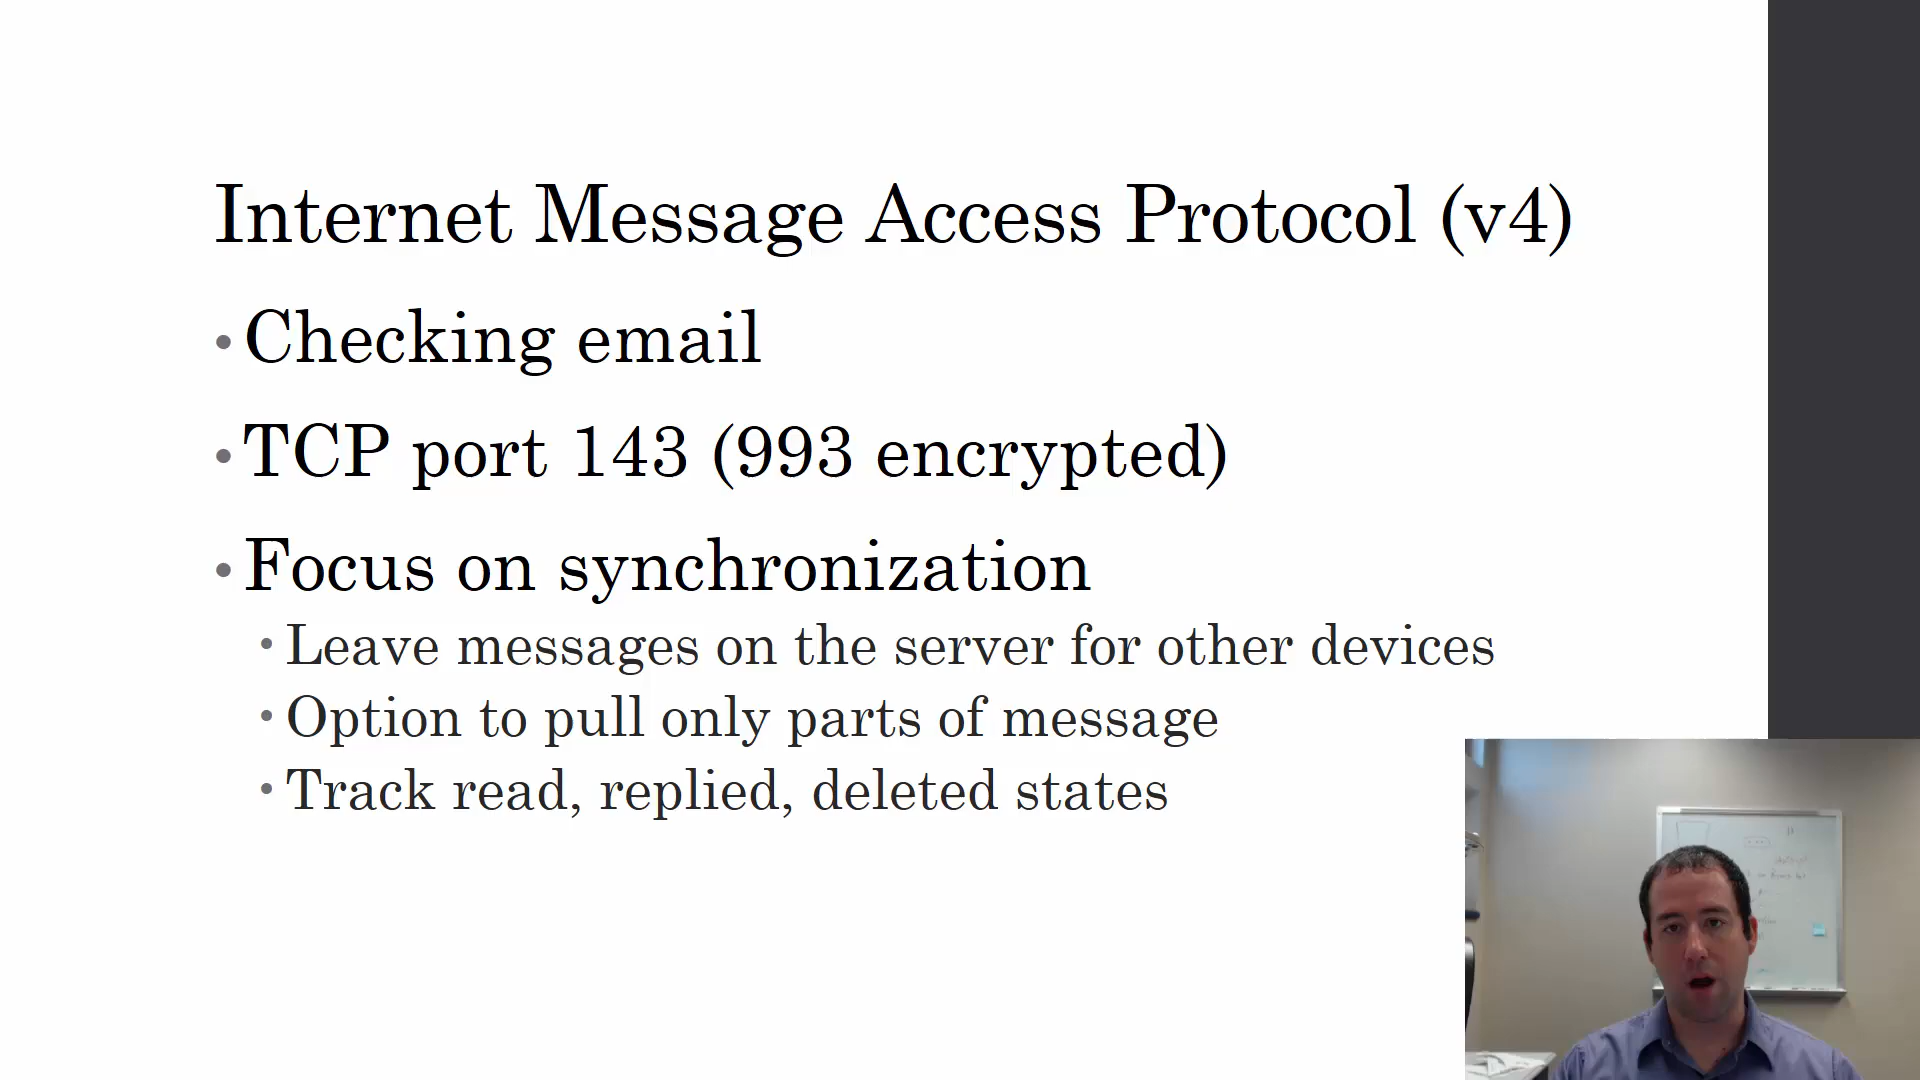 Internet Message Access Protocol (v4)
• Checking email
• TCP port 143 (993 encrypted)
• Focus on synchronization
• Leave messages on the server for other devices
• Option to pull only parts of message
• Track read, replied, deleted states